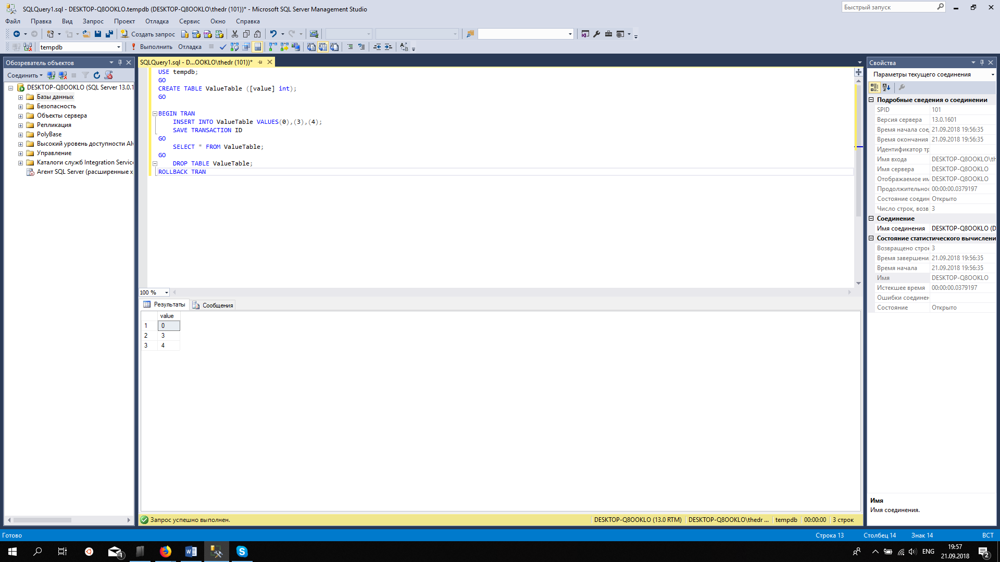 SQLQuery1.sql - DESKTOP-Q8OOKLO.tempdb (DESKTOP-Q8OOKLO\thedr (101))* - Microsoft SQL Server Management Studio
Быстрый запуск
Файл Правка Вид Запрос Проект Отладка Сервис Окно Справка
Создать запрос
tempdb Выполнить Отладка
Обозреватель объектов
Соединить
DESKTOP-Q8OOKLO (SQL Server 13.0.1
Базы данных
Безопасность
Объекты сервера
Репликация
PolyBase
Высокий уровень доступности Al
Управление
Каталоги служб Integration Servic
Агент SQL Server (расширенные х
SQLQuery1.sql - D...OOKLO\thedr (101))*
USE tempdb;
GO
CREATE TABLE ValueTable ([value] int);
GO
BEGIN TRAN
INSERT INTO ValueTable VALUES(0),(3),(4);
SAVE TRANSACTION ID
GO
SELECT * FROM ValueTable;
GO
DROP TABLE ValueTable;
ROLLBACK TRAN
100 %
Результаты Сообщения
value
1 0
2 3
3 4
Запрос успешно выполнен. DESKTOP-Q8OOKLO (13.0 RTM) DESKTOP-Q8OOKLO\thedr ... tempdb 00:00:00 3 строк
Свойства
Параметры текущего соединения
Подробные сведения о соединении
SPID 101
Версия сервера 13.0.1601
Время начала сое, 21.09.2018 19:56:35
Время окончания 21.09.2018 19:56:35
Идентификатор тр
Имя входа DESKTOP-Q8OOKLO\th
Имя сервера DESKTOP-Q8OOKLO
Отображаемое им DESKTOP-Q8OOKLO
Продолжительнос 00:00:00.0379197
Состояние соедин Открыто
Число строк, возв 3
Соединение
Имя соединения DESKTOP-Q8OOKLO (D
Состояние статистического вычислени
Возвращено строк 3
Время завершени 21.09.2018 19:56:35
Время начала 21.09.2018 19:56:35
Имя DESKTOP-Q8OOKLO
Истекшее время 00:00:00.0379197
Ошибки соединен
Состояние Открыто
Имя
Имя соединения.
Готово Строка 13 Столбец 14 Знак 14 ВСТ
1
ENG
19:57
21.09.2018
2